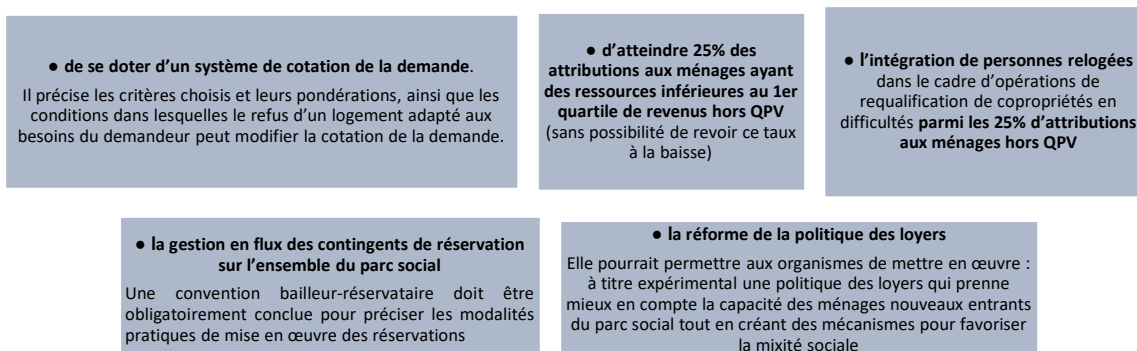 ● de se doter d'un système de cotation de la demande.
Il précise les critères choisis et leurs pondérations, ainsi que les
conditions dans lesquelles le refus d'un logement adapté aux
besoins du demandeur peut modifier la cotation de la demande.
● d'atteindre 25% des
attributions aux ménages ayant
des ressources inférieures au 1er
quartile de revenus hors QPV
(sans possibilité de revoir ce taux
à la baisse)
● l'intégration de personnes relogées
dans le cadre d'opérations de
requalification de copropriétés en
difficultés parmi les 25% d'attributions
aux ménages hors QPV
● la gestion en flux des contingents de réservation
sur l'ensemble du parc social
Une convention bailleur-réservataire doit être
obligatoirement conclue pour préciser les modalités
pratiques de mise en œuvre des réservations
● la réforme de la politique des loyers
Elle pourrait permettre aux organismes de mettre en œuvre :
à titre expérimental une politique des loyers qui prenne
mieux en compte la capacité des ménages nouveaux entrants
du parc social tout en créant des mécanismes pour favoriser
la mixité sociale